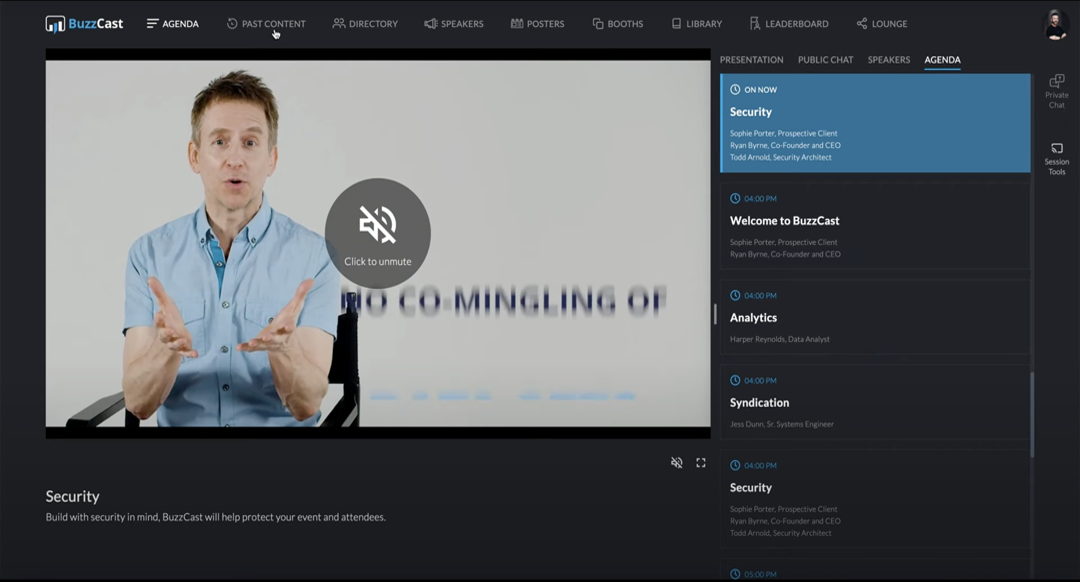 BuzzCast
AGENDA
PAST CONTENT
DIRECTORY
SPEAKERS
POSTERS
BOOTHS
LIBRARY
LEADERBOARD
LOUNGE
Click to unmute
NO CO-MINGLING OF
Security
Build with security in mind, BuzzCast will help protect your event and attendees.
PRESENTATION
PUBLIC CHAT
SPEAKERS
AGENDA
ON NOW
Security
Sophie Porter, Prospective Client
Ryan Byrne, Co-Founder and CEO
Todd Arnold, Security Architect
04:00 PM
Welcome to BuzzCast
Sophie Porter, Prospective Client
Ryan Byrne, Co-Founder and CEO
04:00 PM
Analytics
Harper Reynolds, Data Analyst
04:00 PM
Syndication
Jess Dunn, Sr. Systems Engineer
04:00 PM
Security
Sophie Porter, Prospective Client
Ryan Byrne, Co-Founder and CEO
Todd Arnold, Security Architect
05:00 PM
Private
Chat
Session
Tools